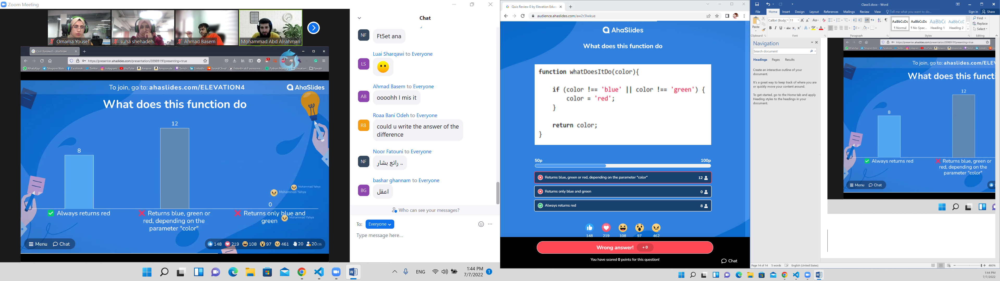 Zoom Meeting
Omama Yousef
suha shehadeh
Ahmad Basem
Mohammad Abd Alrahman
Quiz Review 0 - AhaSlides
https://presenter.ahaslides.com/presentation/2898919?presenting=true
WhatsApp Telegram Web Facebook Twitter Instagram YouTube Amazon Amazon.de Twitch LinkedIn SoundCloud linkedin skill assessme... Python Mastery Elevation Rawabi
To join, go to: ahaslides.com/ELEVATION4
AhaSlides
What does this function do
12
8
0
Mohammad Yahya
Mohammad Yahya
Mohammad Yahya
Always returns red
Returns blue, green or
red, depending on the
parameter "color"
Returns only blue and
green
Menu Chat
148 219 108 97 461 20 20/25
ENG
1:44 PM
7/7/2022
1
Chat
NF
Ft5et ana
Luai Sharqawi to Everyone
LS
Ahmad Basem to Everyone
AB
oooohh I mis it
Roaa Bani Odeh to Everyone
RB
could u write the answer of the
difference
Noor Fatouni to Everyone
NF
رائع بشار ..
bashar ghannam to Everyone
BG
اعقل
Who can see your messages?
To: Everyone
Type message here...
Quiz Review 0 by Elevation Educ
audience.ahaslides.com/aw2r3lwkue
AhaSlides
What does this function do
function whatDoesItDo(color){
if (color !== 'blue' || color !== 'green') {
color = 'red';
}
return color;
}
50p 100p
Returns blue, green or red, depending on the parameter "color" 12
Returns only blue and green 0
Always returns red 8
148 219 108 97 462
Wrong answer! + 0
You have scored 0 points for this question!
Chat
Class5.docx - Word
File Home Insert Design Layout References Mailings Review View Tell me what you want to do... Sign in Share
Paste
Calibri (Body) 11
AaBbCcDc AaBbCcDc AaBbCc AaBbCcE
¶ Normal ¶ No Spac... Heading 1 Heading 2
Find
Replace
Select
Clipboard Font Paragraph Styles Editing
Navigation
Search document
Headings Pages Results
Create an interactive outline of your
document.
It's a great way to keep track of where you are
or quickly move your content around.
To get started, go to the Home tab and apply
Heading styles to the headings in your
document.
https://presenter.ahaslides.com/presentation/2898919?presenting=true
WhatsApp Telegram Web Facebook Twitter Instagram YouTube Amazon Amazon.de Twitch LinkedIn
To join, go to: ahaslides.com/ELEV
What does this functi
12
8
Always returns red
Returns blue, green or
red, depending on the
parameter "color"
Menu Chat
Page 14 of 14 5 words English (United States) 480%
1:44 PM
7/7/2022